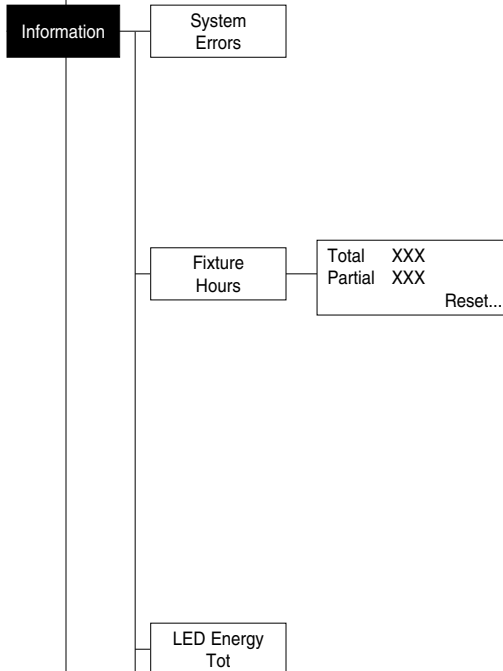 Information
System
Errors
Fixture
Hours
Total XXX
Partial XXX
Reset...
LED Energy
Tot